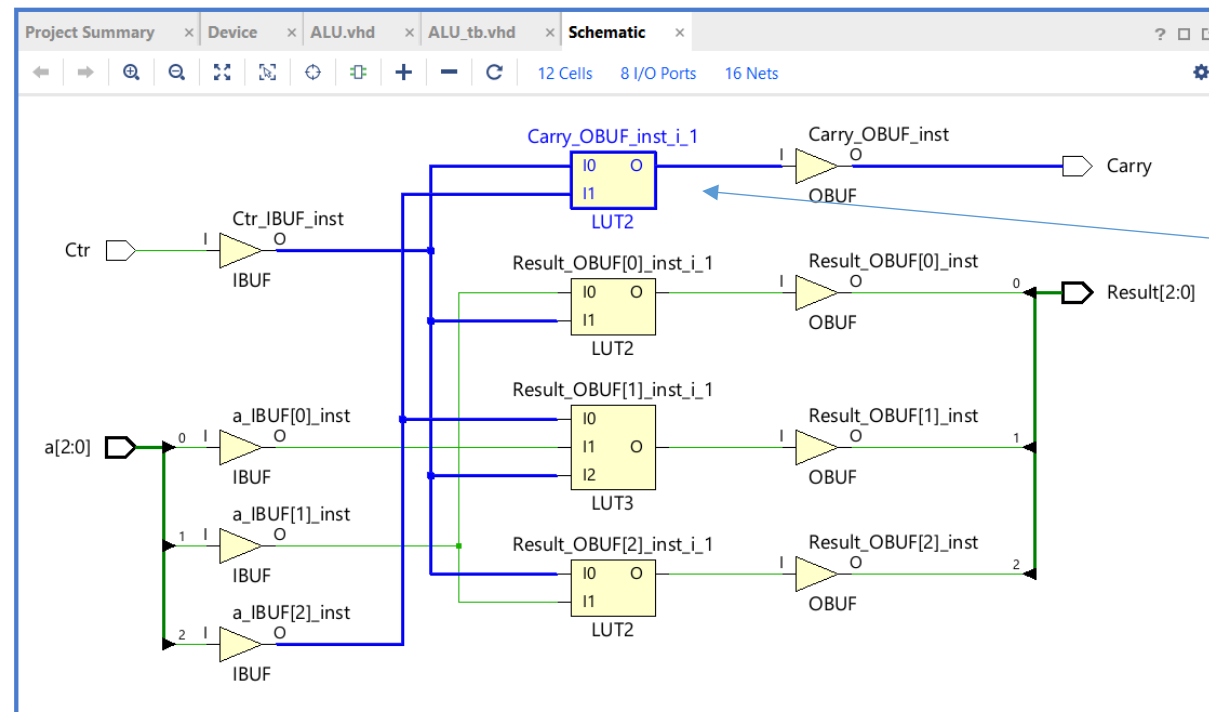 Project Summary × Device × ALU.vhd × ALU_tb.vhd × Schematic ×
12 Cells 8 I/O Ports 16 Nets
Carry_OBUF_inst_i_1 Carry_OBUF_inst
I0 O I O Carry
I1 OBUF
LUT2
Ctr_IBUF_inst
Ctr I O
IBUF
Result_OBUF[0]_inst_i_1 Result_OBUF[0]_inst
I0 O I O 0 Result[2:0]
I1 OBUF
LUT2
Result_OBUF[1]_inst_i_1
a_IBUF[0]_inst I0 Result_OBUF[1]_inst
a[2:0] 0 I O I1 O I O 1
IBUF I2 OBUF
LUT3
a_IBUF[1]_inst
1 I O Result_OBUF[2]_inst_i_1 Result_OBUF[2]_inst
IBUF I0 O I O 2
I1 OBUF
a_IBUF[2]_inst LUT2
2 I O
IBUF